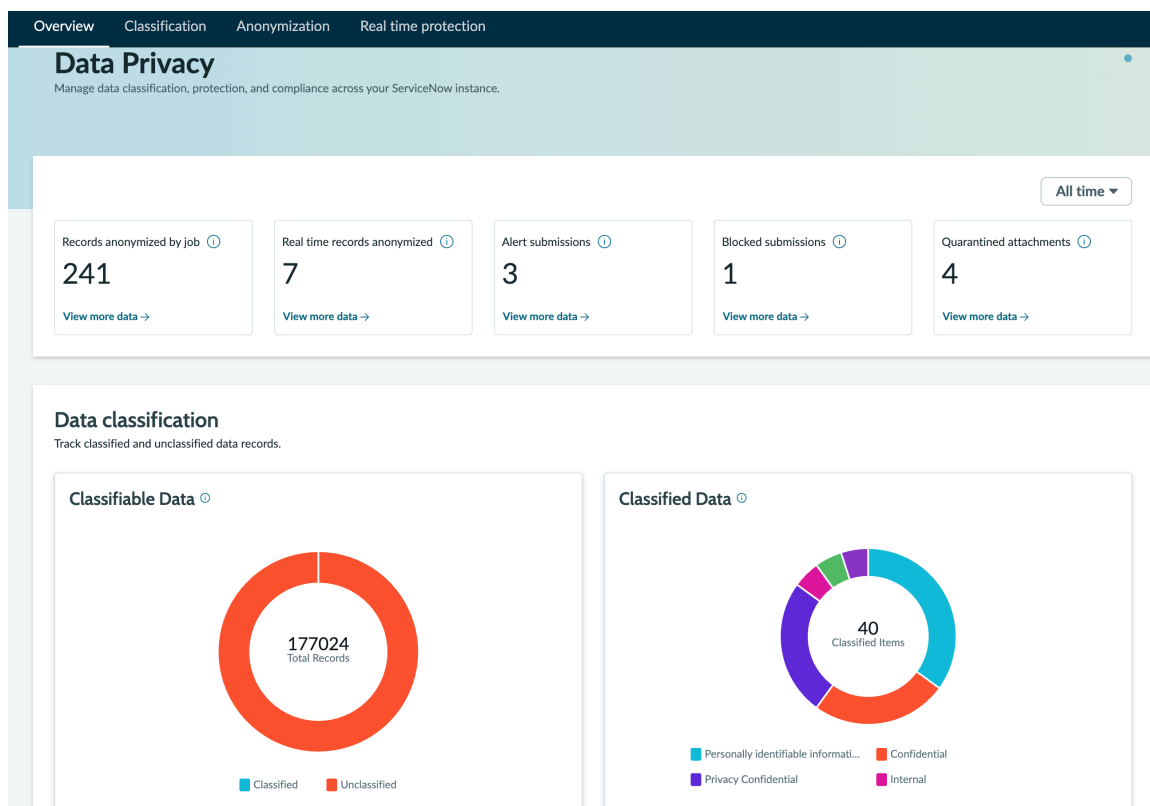 Overview Classification Anonymization Real time protection
Data Privacy
Manage data classification, protection, and compliance across your ServiceNow instance.
All time
Records anonymized by job
241
View more data →
Real time records anonymized
7
View more data →
Alert submissions
3
View more data →
Blocked submissions
1
View more data →
Quarantined attachments
4
View more data →
Data classification
Track classified and unclassified data records.
Classifiable Data
177024
Total Records
Classified Unclassified
Classified Data
40
Classified Items
Personally identifiable informati... Confidential
Privacy Confidential Internal